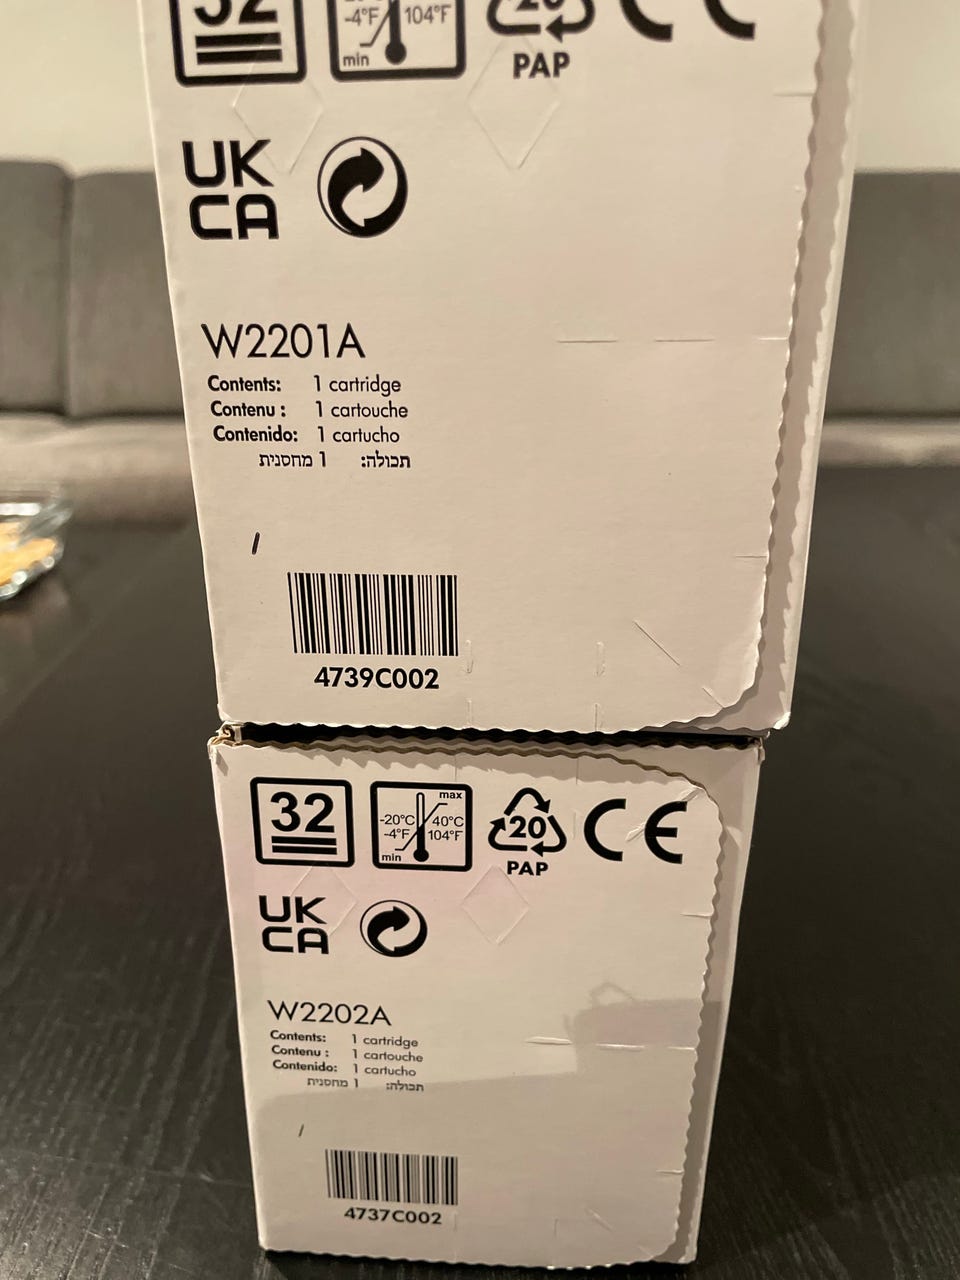 32
-4°F 104°F
min
20
PAP
CE
UK
CA
W2201A
Contents: 1 cartridge
Contenu : 1 cartouche
Contenido: 1 cartucho
תכולה: 1 מחסנית
4739C002
32
max
-20°C 40°C
-4°F 104°F
min
20
PAP
CE
UK
CA
W2202A
Contents: 1 cartridge
Contenu : 1 cartouche
Contenido: 1 cartucho
תכולה: 1 מחסנית
4737C002